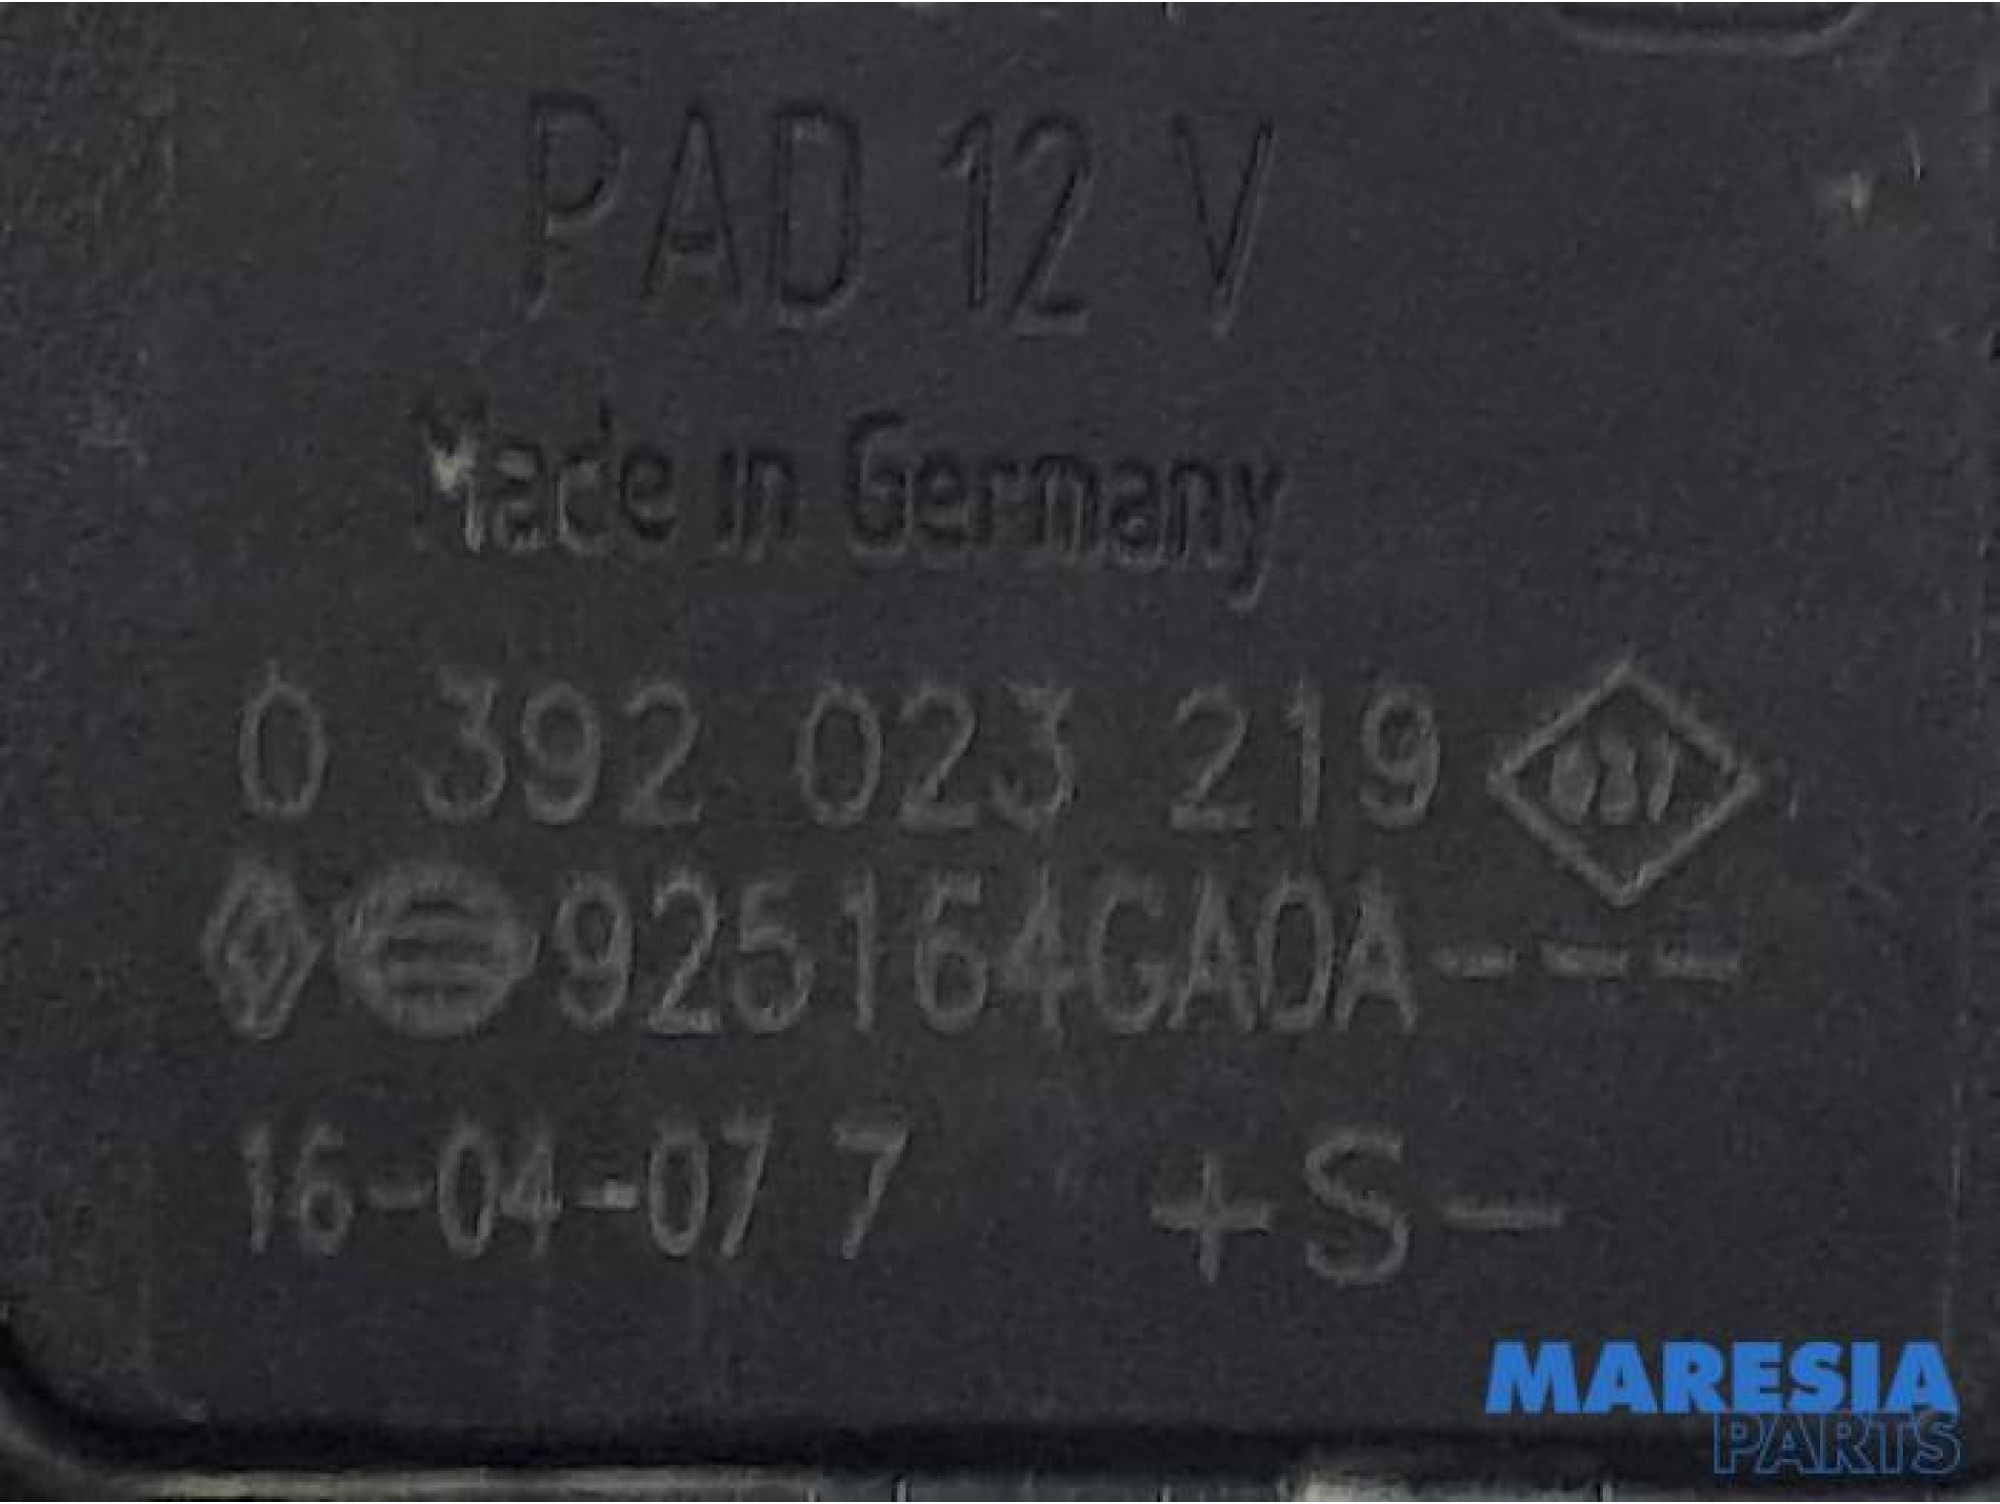 PAD 12 V
Made in Germany
0 392 023 219
925164GA0A---
16-04-07 7 +S-
MARESIA
PARTS